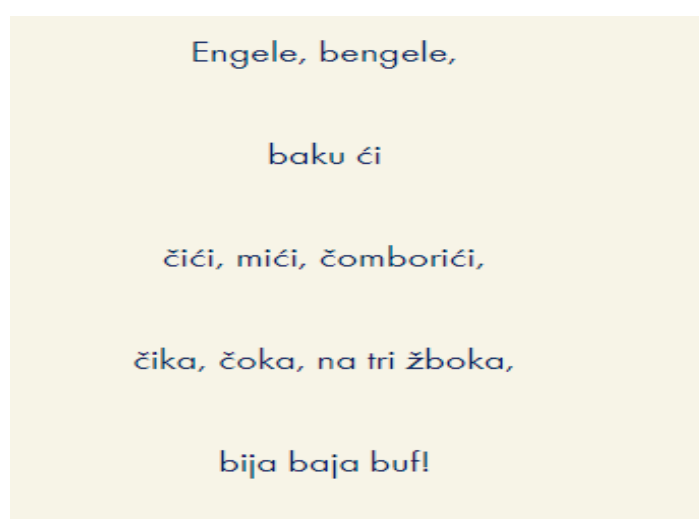 Engele, bengele,
baku ći
čići, mići, čomborići,
čika, čoka, na tri žboka,
bija baja buf!